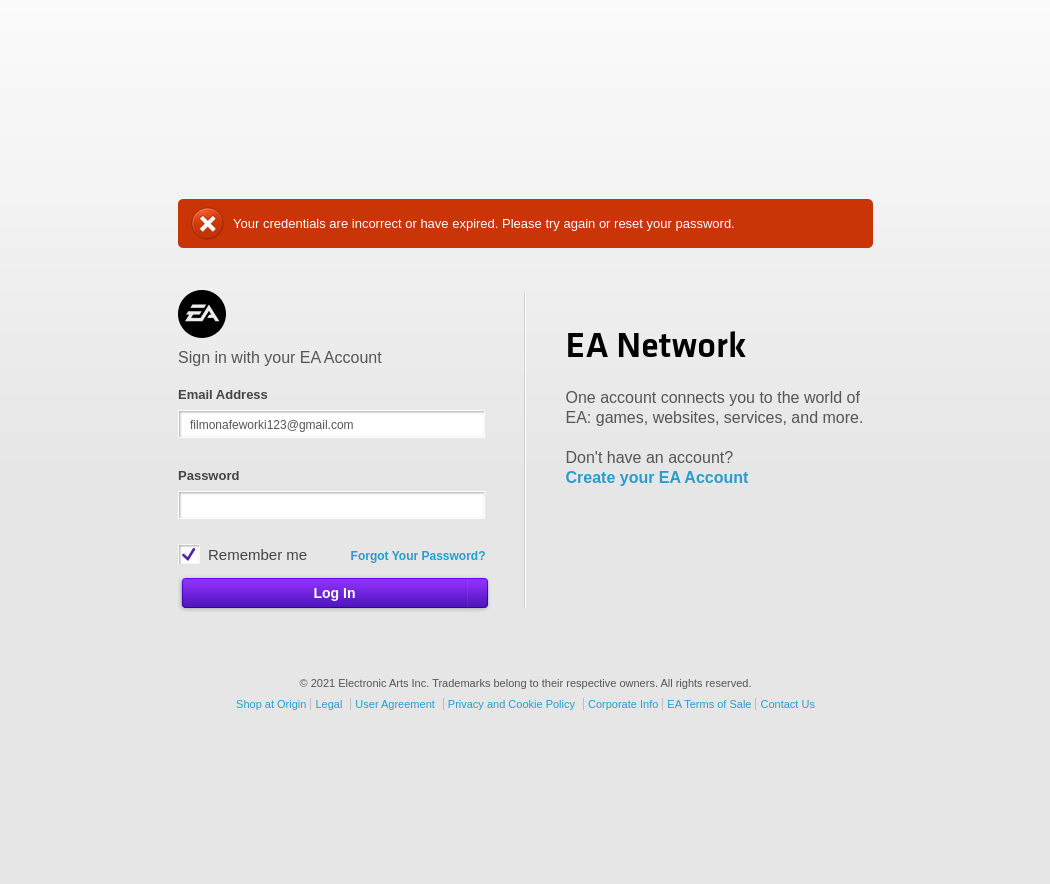 Your credentials are incorrect or have expired. Please try again or reset your password.
EA
Sign in with your EA Account
Email Address
filmonafeworki123@gmail.com
Password
Remember me
Forgot Your Password?
Log In
EA Network
One account connects you to the world of
EA: games, websites, services, and more.
Don't have an account?
Create your EA Account
© 2021 Electronic Arts Inc. Trademarks belong to their respective owners. All rights reserved.
Shop at Origin Legal User Agreement Privacy and Cookie Policy Corporate Info EA Terms of Sale Contact Us